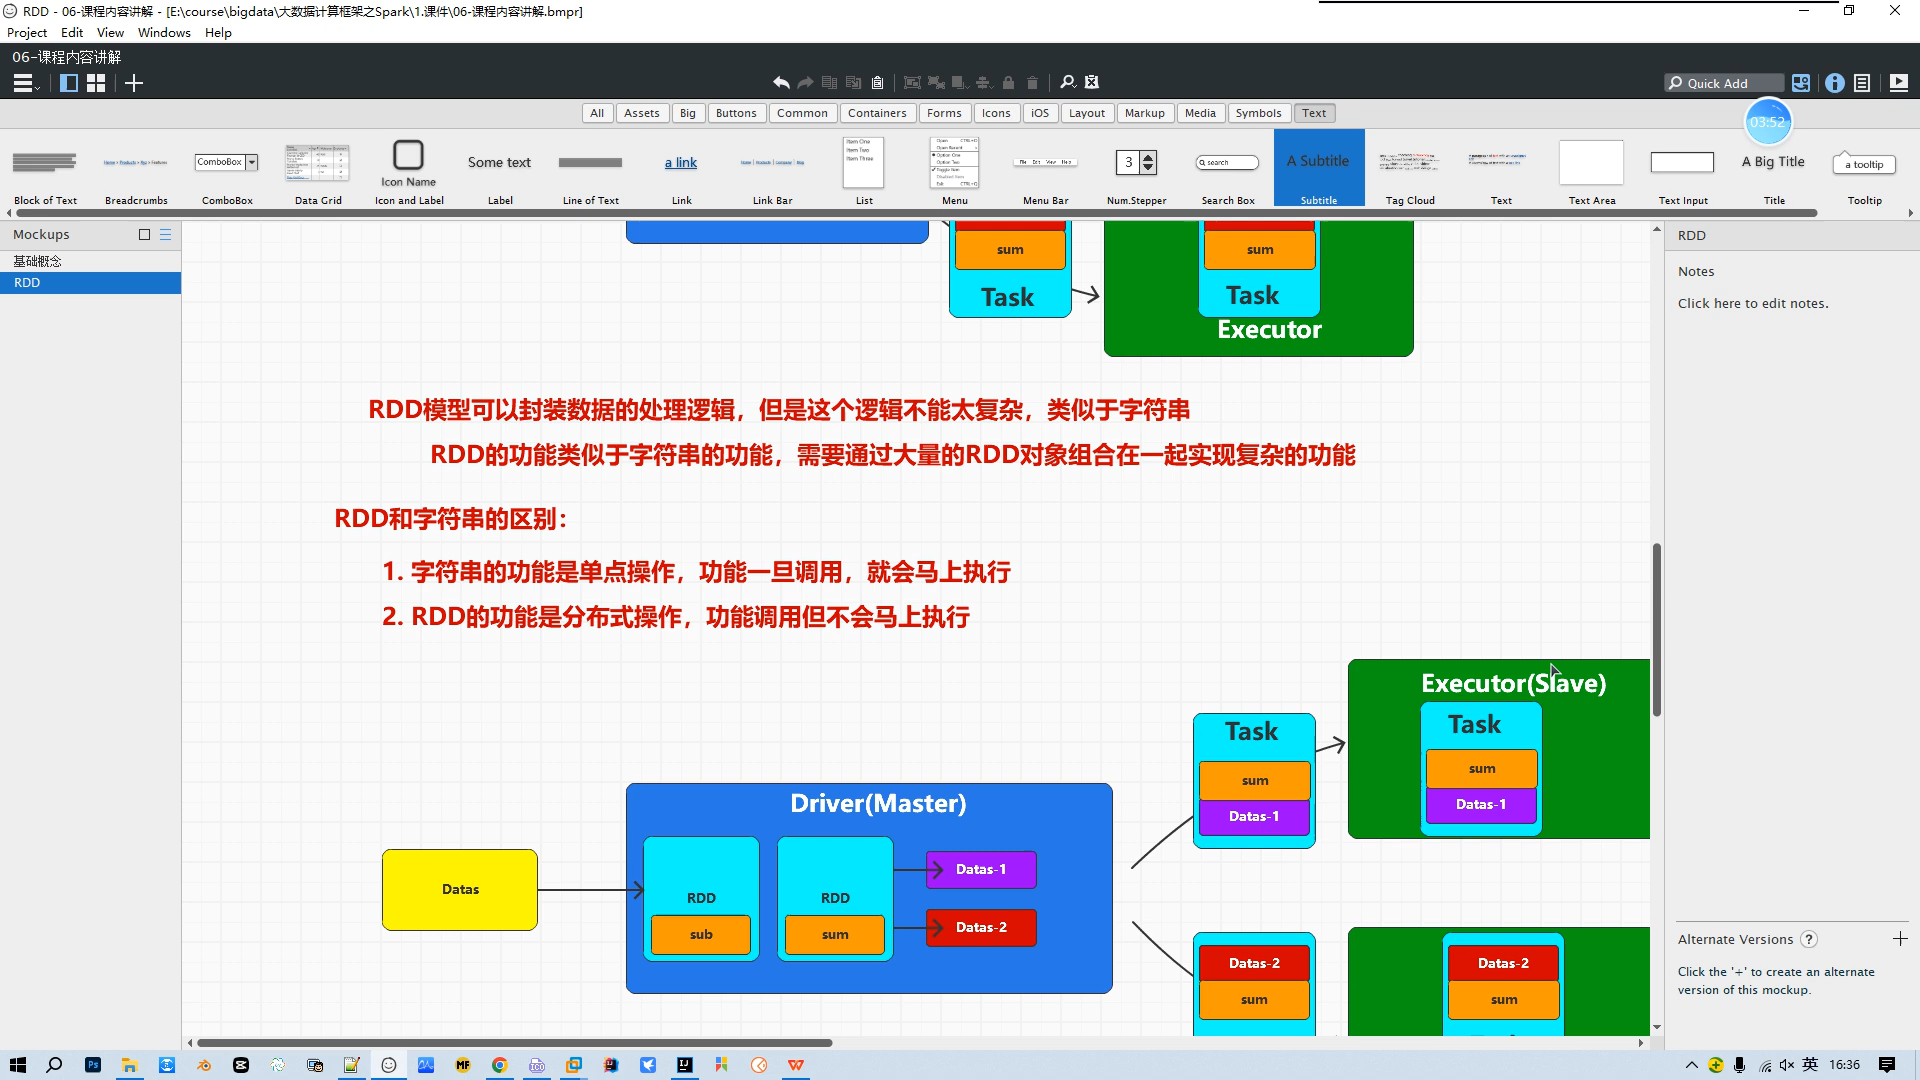 RDD - 06-课程内容讲解 - [E:\course\bigdata\大数据计算框架之Spark\1.课件\06-课程内容讲解.bmpr]
Project Edit View Windows Help
06-课程内容讲解
Quick Add
All Assets Big Buttons Common Containers Forms Icons iOS Layout Markup Media Symbols Text
03:52
ComboBox
Some text
a link
3
search
A Subtitle
A Big Title
a tooltip
Icon Name
Block of Text Breadcrumbs ComboBox Data Grid Icon and Label Label Line of Text Link Link Bar List Menu Menu Bar Num.Stepper Search Box Subtitle Tag Cloud Text Text Area Text Input Title Tooltip
Mockups
基础概念
RDD
sum
Task
sum
Task
Executor
RDD模型可以封装数据的处理逻辑，但是这个逻辑不能太复杂，类似于字符串
RDD的功能类似于字符串的功能，需要通过大量的RDD对象组合在一起实现复杂的功能
RDD和字符串的区别：
1. 字符串的功能是单点操作，功能一旦调用，就会马上执行
2. RDD的功能是分布式操作，功能调用但不会马上执行
Executor(Slave)
Task
sum
Datas-1
Task
sum
Datas-1
Driver(Master)
Datas
RDD
sub
RDD
sum
Datas-1
Datas-2
Datas-2
sum
Datas-2
sum
RDD
Notes
Click here to edit notes.
Alternate Versions ?
Click the '+' to create an alternate
version of this mockup.
英 16:36